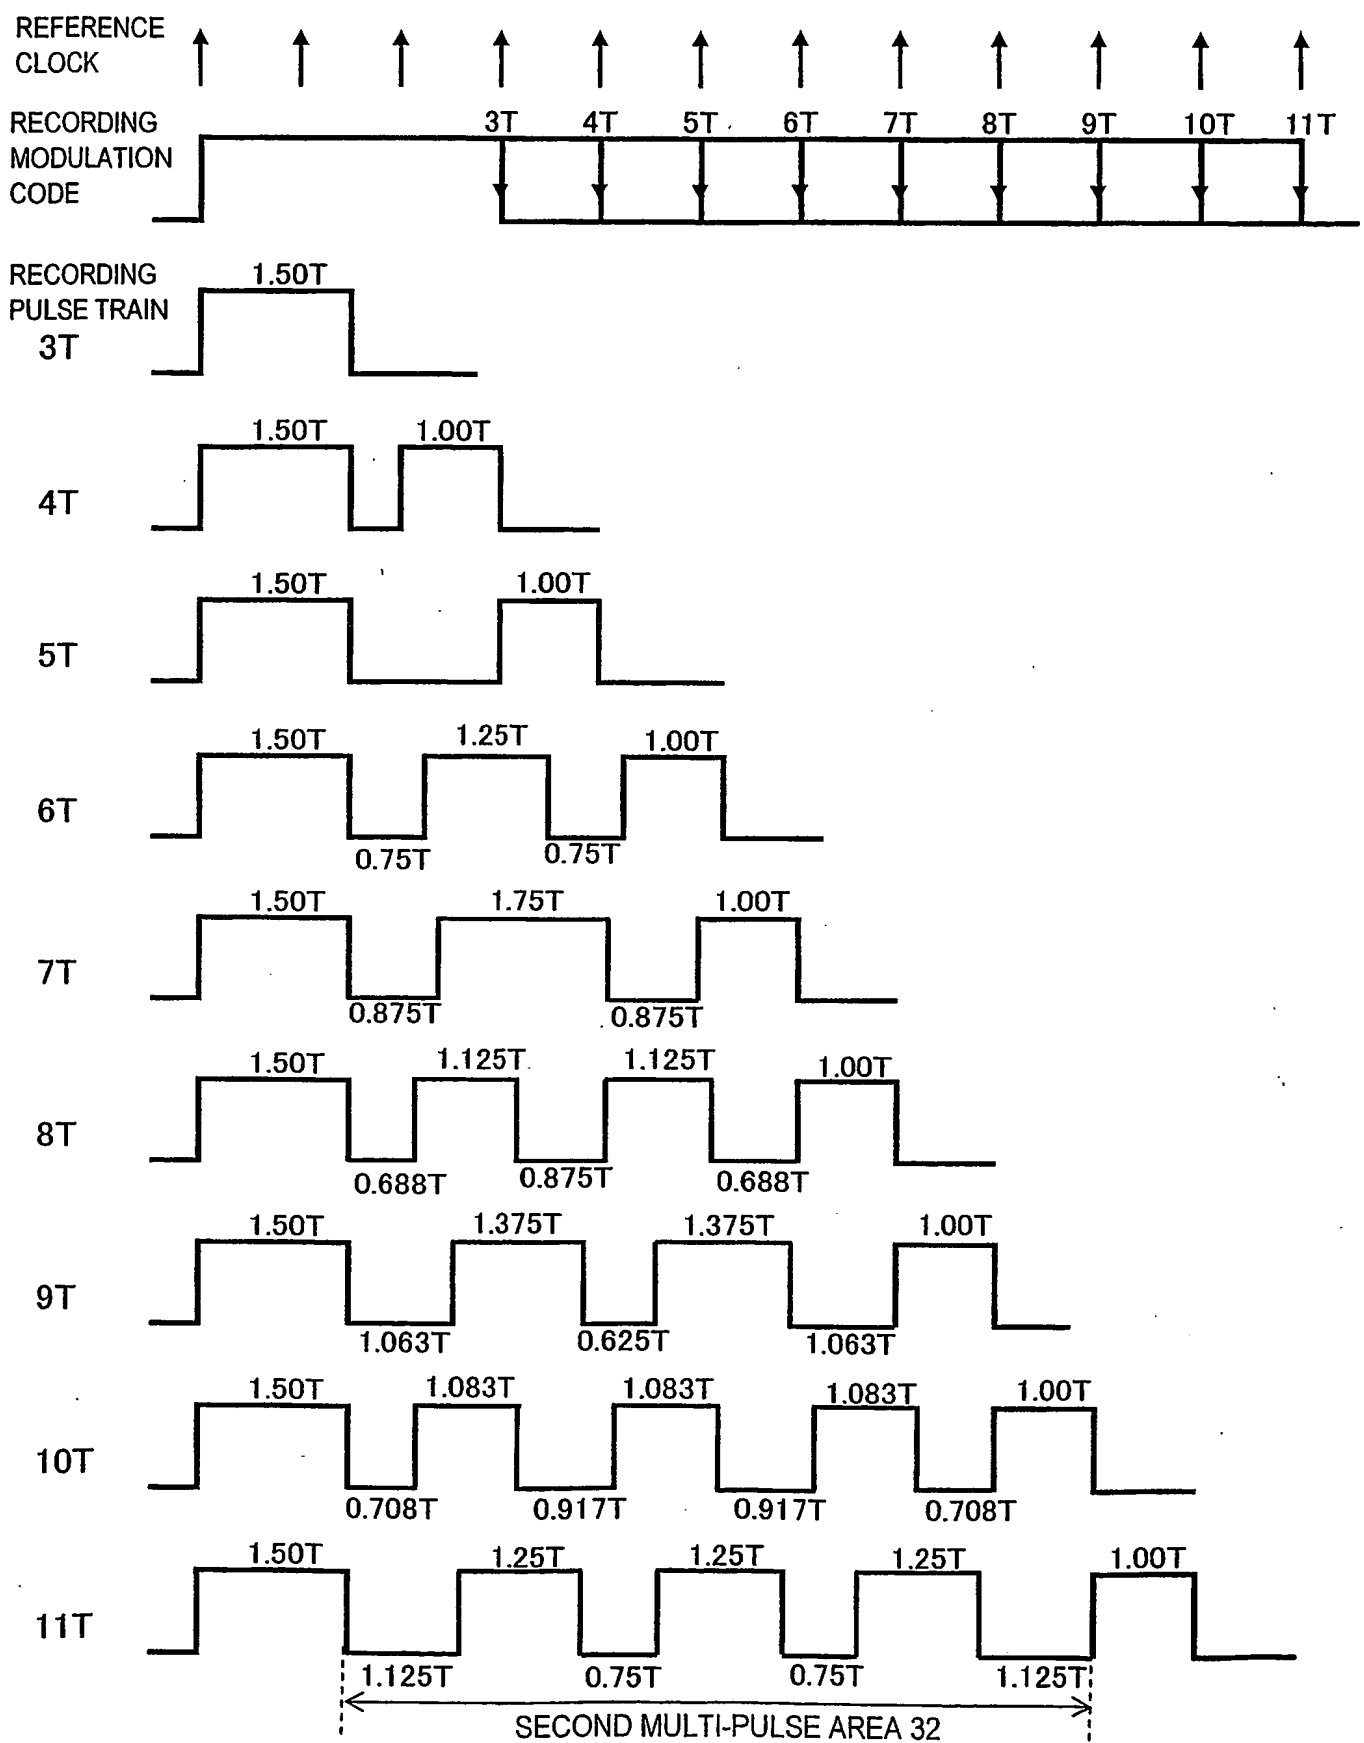 REFERENCE
CLOCK
RECORDING
MODULATION
CODE
3T 4T 5T 6T 7T 8T 9T 10T 11T
RECORDING
PULSE TRAIN
3T
1.50T
4T
1.50T 1.00T
5T
1.50T 1.00T
6T
1.50T 1.25T 1.00T
0.75T 0.75T
7T
1.50T 1.75T 1.00T
0.875T 0.875T
8T
1.50T 1.125T 1.125T 1.00T
0.688T 0.875T 0.688T
9T
1.50T 1.375T 1.375T 1.00T
1.063T 0.625T 1.063T
10T
1.50T 1.083T 1.083T 1.083T 1.00T
0.708T 0.917T 0.917T 0.708T
11T
1.50T 1.25T 1.25T 1.25T 1.00T
1.125T 0.75T 0.75T 1.125T
SECOND MULTI-PULSE AREA 32